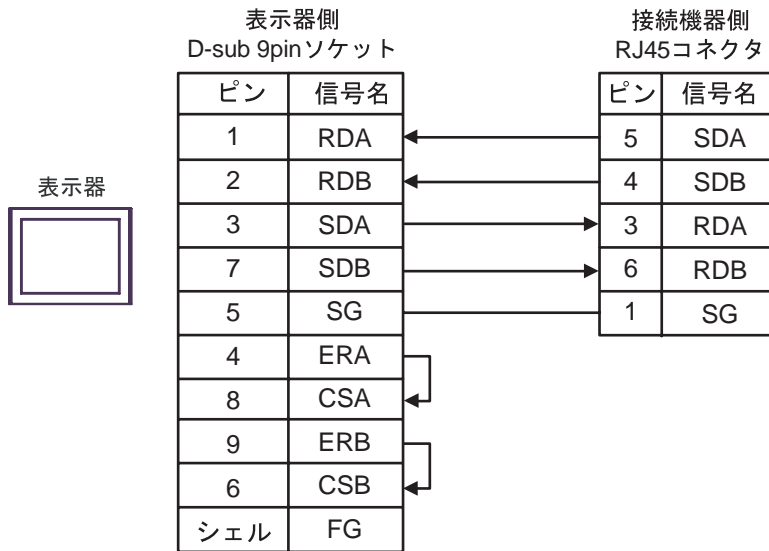 表示器側
D-sub 9pinソケット
接続機器側
RJ45コネクタ
表示器
ピン 信号名
1 RDA
2 RDB
3 SDA
7 SDB
5 SG
4 ERA
8 CSA
9 ERB
6 CSB
シェル FG
ピン 信号名
5 SDA
4 SDB
3 RDA
6 RDB
1 SG